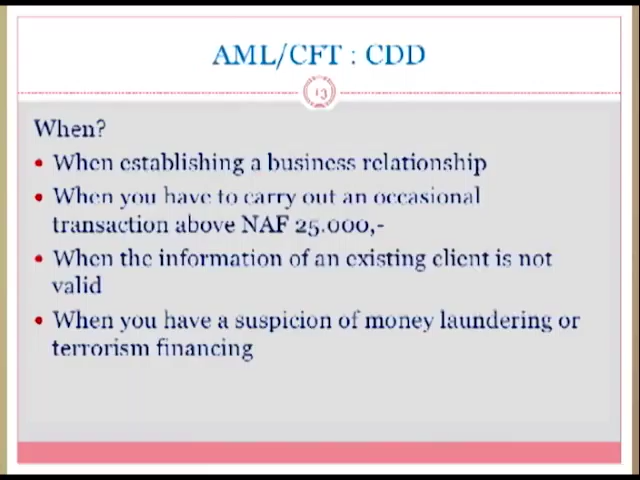 AML/CFT : CDD
13
When?
• When establishing a business relationship
• When you have to carry out an occasional
transaction above NAF 25.000,-
• When the information of an existing client is not
valid
• When you have a suspicion of money laundering or
terrorism financing